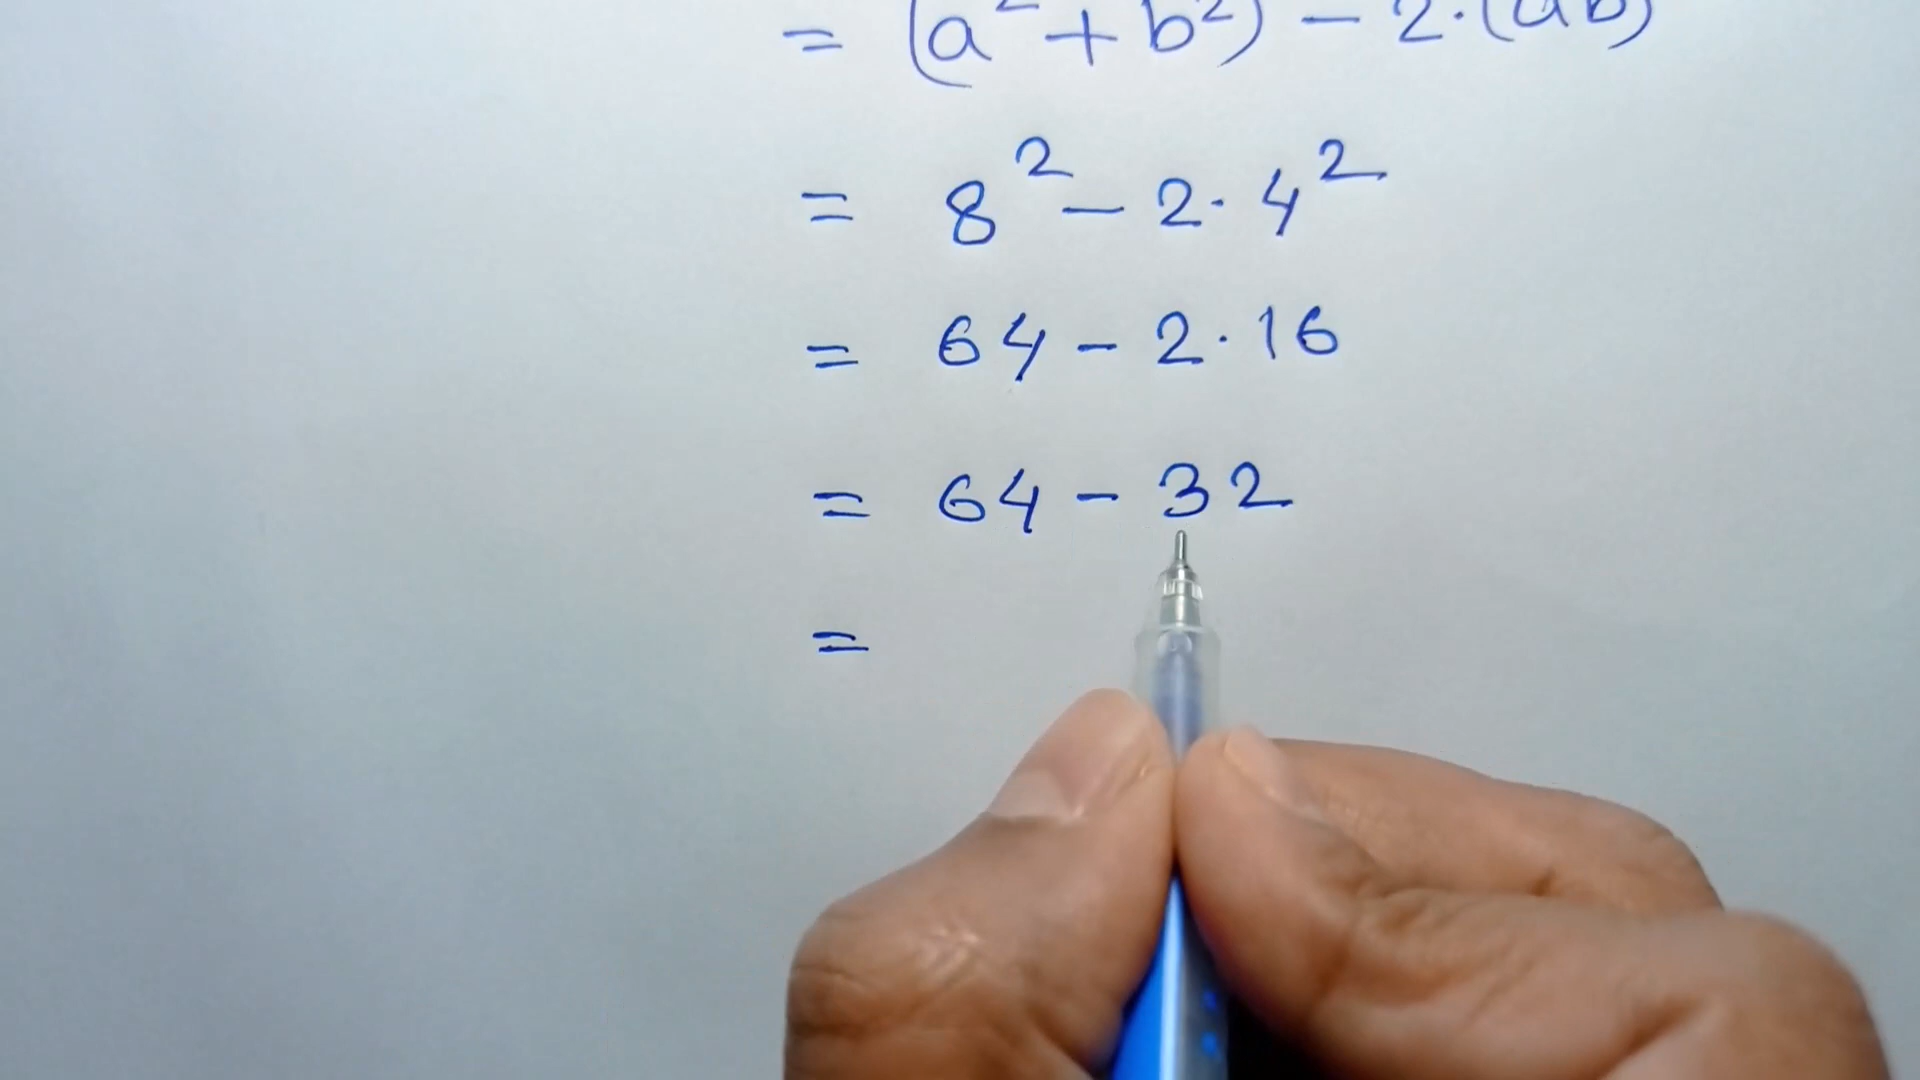 = (a² + b²) - 2·(ab)
= 8² - 2·4²
= 64 - 2·16
= 64 - 32
=